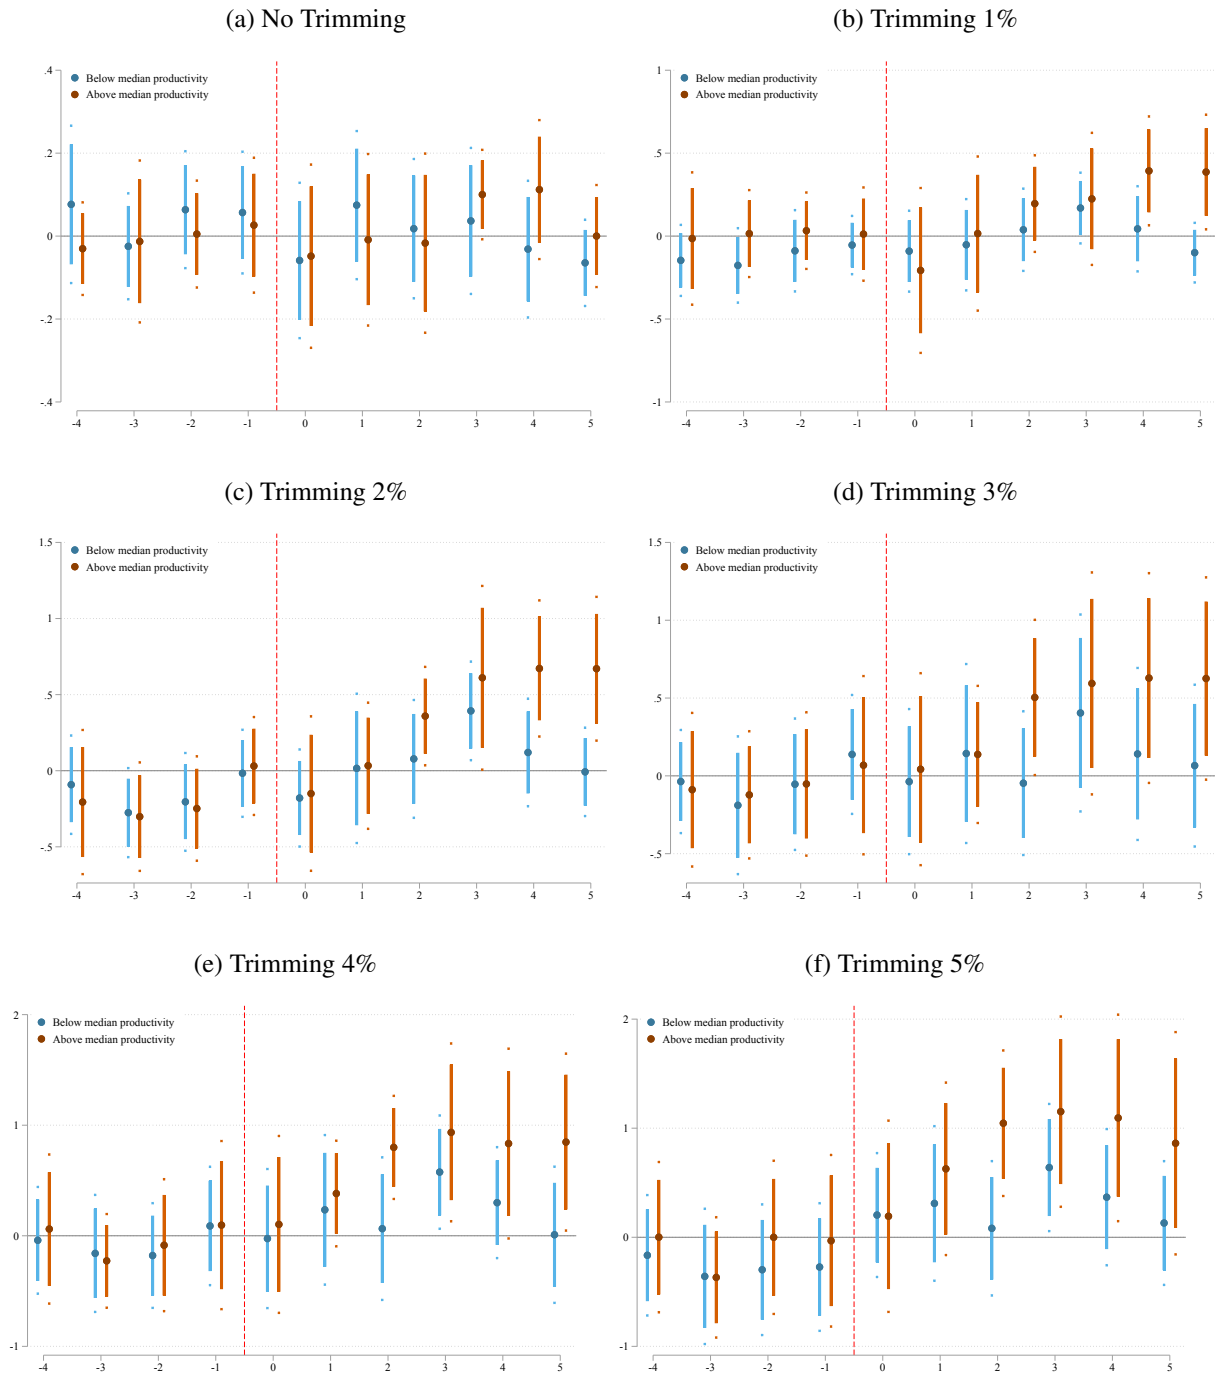 (a) No Trimming
.4
.2
0
-.2
-.4
Below median productivity
Above median productivity
-4 -3 -2 -1 0 1 2 3 4 5
(b) Trimming 1%
1
.5
0
-.5
-1
Below median productivity
Above median productivity
-4 -3 -2 -1 0 1 2 3 4 5
(c) Trimming 2%
1.5
1
.5
0
-.5
Below median productivity
Above median productivity
-4 -3 -2 -1 0 1 2 3 4 5
(d) Trimming 3%
1.5
1
.5
0
-.5
Below median productivity
Above median productivity
-4 -3 -2 -1 0 1 2 3 4 5
(e) Trimming 4%
2
1
0
-1
Below median productivity
Above median productivity
-4 -3 -2 -1 0 1 2 3 4 5
(f) Trimming 5%
2
1
0
-1
Below median productivity
Above median productivity
-4 -3 -2 -1 0 1 2 3 4 5